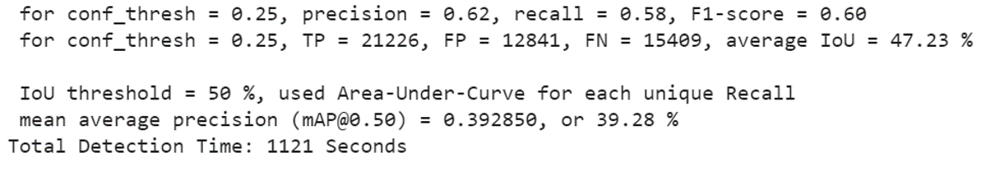 for conf_thresh = 0.25, precision = 0.62, recall = 0.58, F1-score = 0.60
for conf_thresh = 0.25, TP = 21226, FP = 12841, FN = 15409, average IoU = 47.23 %
IoU threshold = 50 %, used Area-Under-Curve for each unique Recall
mean average precision (mAP@0.50) = 0.392850, or 39.28 %
Total Detection Time: 1121 Seconds